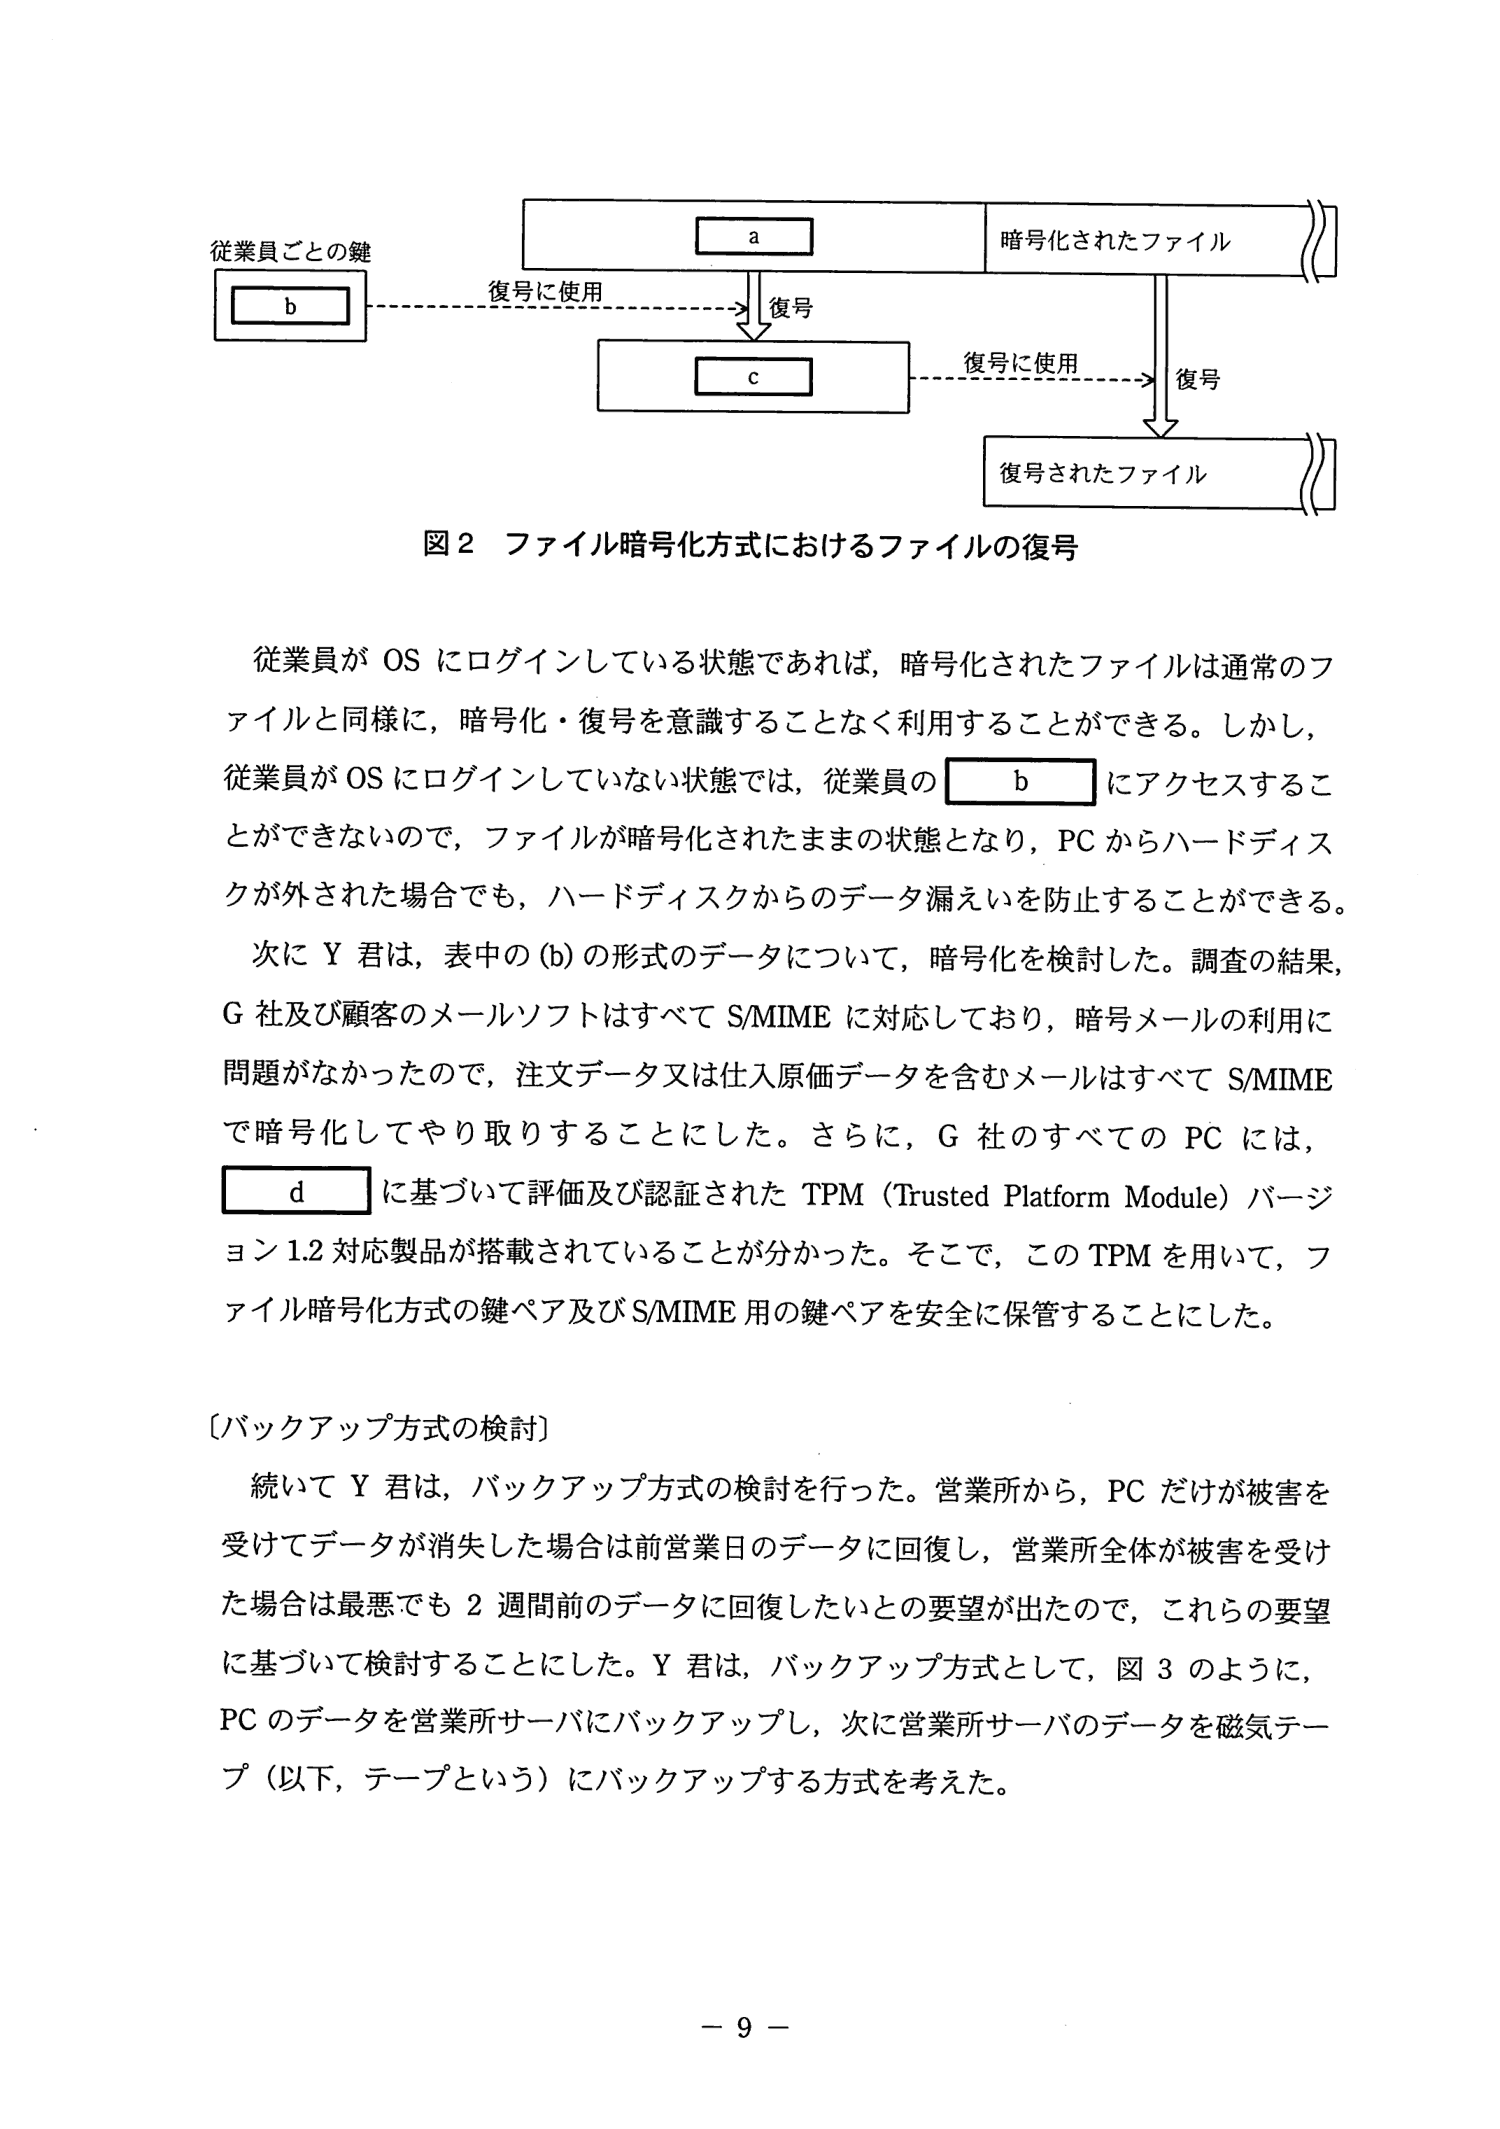 従業員ごとの鍵
a
暗号化されたファイル
b
復号に使用
復号
c
復号に使用
復号
復号されたファイル
図2 ファイル暗号化方式におけるファイルの復号
従業員が OS にログインしている状態であれば，暗号化されたファイルは通常のフ
ァイルと同様に，暗号化・復号を意識することなく利用することができる。しかし，
従業員が OS にログインしていない状態では，従業員の b にアクセスするこ
とができないので，ファイルが暗号化されたままの状態となり，PC からハードディス
クが外された場合でも，ハードディスクからのデータ漏えいを防止することができる。
次に Y 君は，表中の (b) の形式のデータについて，暗号化を検討した。調査の結果，
G 社及び顧客のメールソフトはすべて S/MIME に対応しており，暗号メールの利用に
問題がなかったので，注文データ又は仕入原価データを含むメールはすべて S/MIME
で暗号化してやり取りすることにした。さらに，G 社のすべての PC には，
d に基づいて評価及び認証された TPM（Trusted Platform Module）バージ
ョン 1.2 対応製品が搭載されていることが分かった。そこで，この TPM を用いて，フ
ァイル暗号化方式の鍵ペア及び S/MIME 用の鍵ペアを安全に保管することにした。
〔バックアップ方式の検討〕
続いて Y 君は，バックアップ方式の検討を行った。営業所から，PC だけが被害を
受けてデータが消失した場合は前営業日のデータに回復し，営業所全体が被害を受け
た場合は最悪でも 2 週間前のデータに回復したいとの要望が出たので，これらの要望
に基づいて検討することにした。Y 君は，バックアップ方式として，図 3 のように，
PC のデータを営業所サーバにバックアップし，次に営業所サーバのデータを磁気テー
プ（以下，テープという）にバックアップする方式を考えた。
－ 9 －